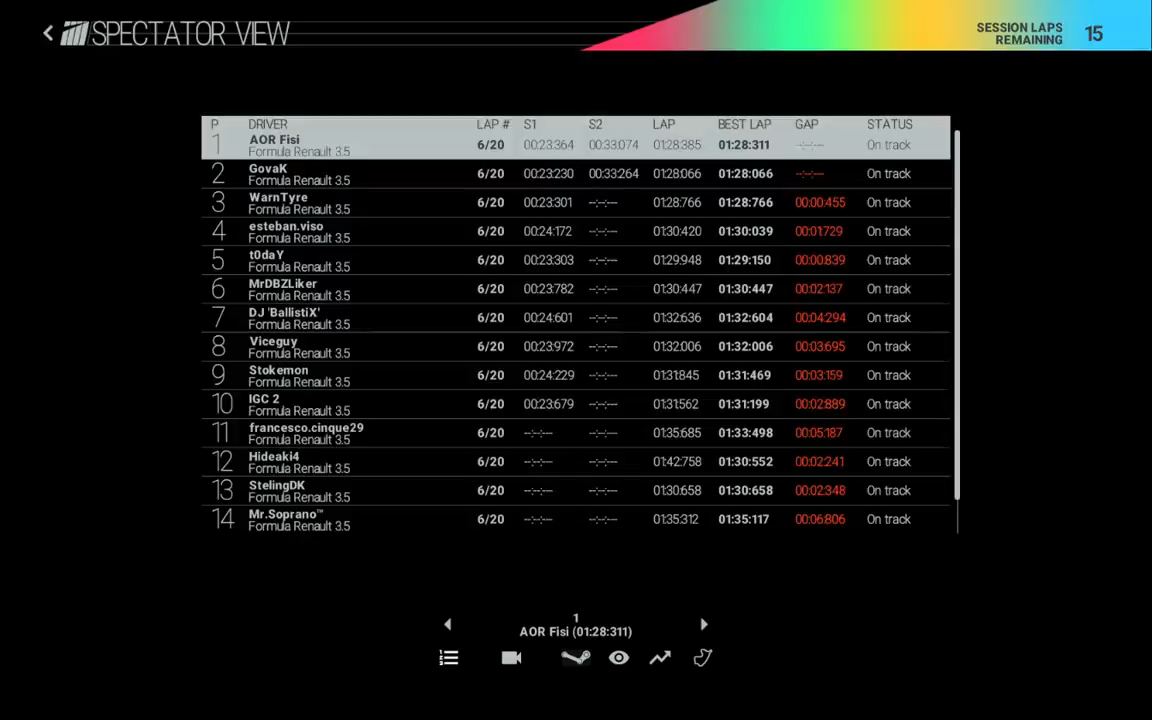 SPECTATOR VIEW
SESSION LAPS REMAINING 15
P DRIVER LAP # S1 S2 LAP BEST LAP GAP STATUS
1 AOR Fisi 6/20 00:23:364 00:33:074 01:28:385 01:28:311 --:--:--- On track
Formula Renault 3.5
2 GovaK 6/20 00:23:230 00:33:264 01:28:066 01:28:066 --:--:--- On track
Formula Renault 3.5
3 WarnTyre 6/20 00:23:301 --:--:--- 01:28:766 01:28:766 00:00:455 On track
Formula Renault 3.5
4 esteban.viso 6/20 00:24:172 --:--:--- 01:30:420 01:30:039 00:01:729 On track
Formula Renault 3.5
5 t0daY 6/20 00:23:303 --:--:--- 01:29:948 01:29:150 00:00:839 On track
Formula Renault 3.5
6 MrDBZLiker 6/20 00:23:782 --:--:--- 01:30:447 01:30:447 00:02:137 On track
Formula Renault 3.5
7 DJ 'BallistiX' 6/20 00:24:601 --:--:--- 01:32:636 01:32:604 00:04:294 On track
Formula Renault 3.5
8 Viceguy 6/20 00:23:972 --:--:--- 01:32:006 01:32:006 00:03:695 On track
Formula Renault 3.5
9 Stokemon 6/20 00:24:229 --:--:--- 01:31:845 01:31:469 00:03:159 On track
Formula Renault 3.5
10 IGC 2 6/20 00:23:679 --:--:--- 01:31:562 01:31:199 00:02:889 On track
Formula Renault 3.5
11 francesco.cinque29 6/20 --:--:--- --:--:--- 01:35:685 01:33:498 00:05:187 On track
Formula Renault 3.5
12 Hideaki4 6/20 --:--:--- --:--:--- 01:42:758 01:30:552 00:02:241 On track
Formula Renault 3.5
13 StelingDK 6/20 --:--:--- --:--:--- 01:30:658 01:30:658 00:02:348 On track
Formula Renault 3.5
14 Mr.Soprano™ 6/20 --:--:--- --:--:--- 01:35:312 01:35:117 00:06:806 On track
Formula Renault 3.5
1
AOR Fisi (01:28:311)